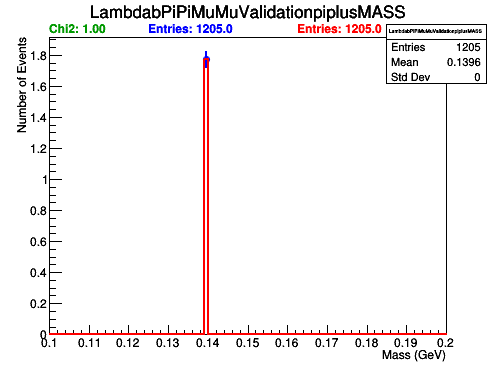 LambdabPiPiMuMuValidationpiplusMASS
Chi2: 1.00 Entries: 1205.0 Entries: 1205.0
LambdabPiPiMuMuValidationpiplusMASS
Entries 1205
Mean 0.1396
Std Dev 0
Number of Events
1.8
1.6
1.4
1.2
1
0.8
0.6
0.4
0.2
0
0.1 0.11 0.12 0.13 0.14 0.15 0.16 0.17 0.18 0.19 0.2
Mass (GeV)